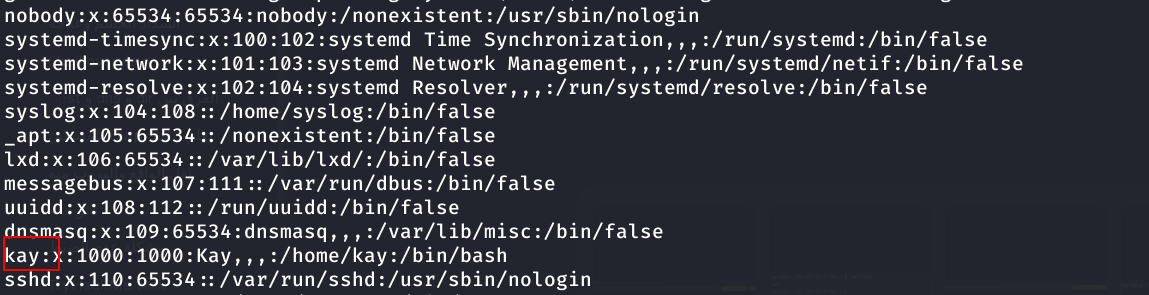 nobody:x:65534:65534:nobody:/nonexistent:/usr/sbin/nologin
systemd-timesync:x:100:102:systemd Time Synchronization,,,:/run/systemd:/bin/false
systemd-network:x:101:103:systemd Network Management,,,:/run/systemd/netif:/bin/false
systemd-resolve:x:102:104:systemd Resolver,,,:/run/systemd/resolve:/bin/false
syslog:x:104:108::/home/syslog:/bin/false
_apt:x:105:65534::/nonexistent:/bin/false
lxd:x:106:65534::/var/lib/lxd/:/bin/false
messagebus:x:107:111::/var/run/dbus:/bin/false
uuidd:x:108:112::/run/uuidd:/bin/false
dnsmasq:x:109:65534:dnsmasq,,,:/var/lib/misc:/bin/false
kay:x:1000:1000:Kay,,,:/home/kay:/bin/bash
sshd:x:110:65534::/var/run/sshd:/usr/sbin/nologin